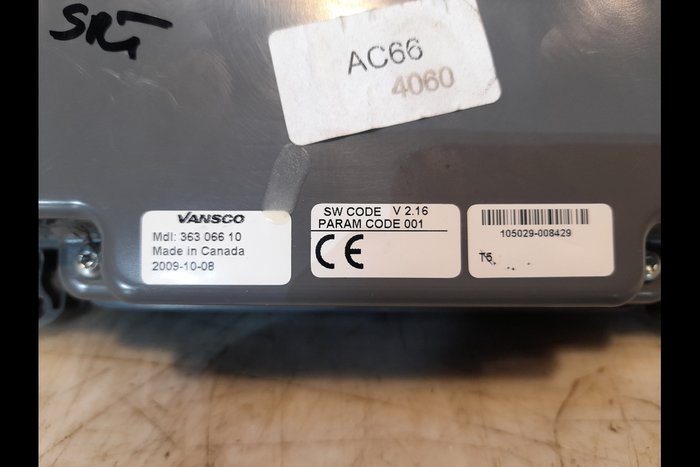 SRT
AC66
4060
VANSCO
Mdl: 363 066 10
Made in Canada
2009-10-08
SW CODE V 2.16
PARAM CODE 001
CE
105029-008429
T5